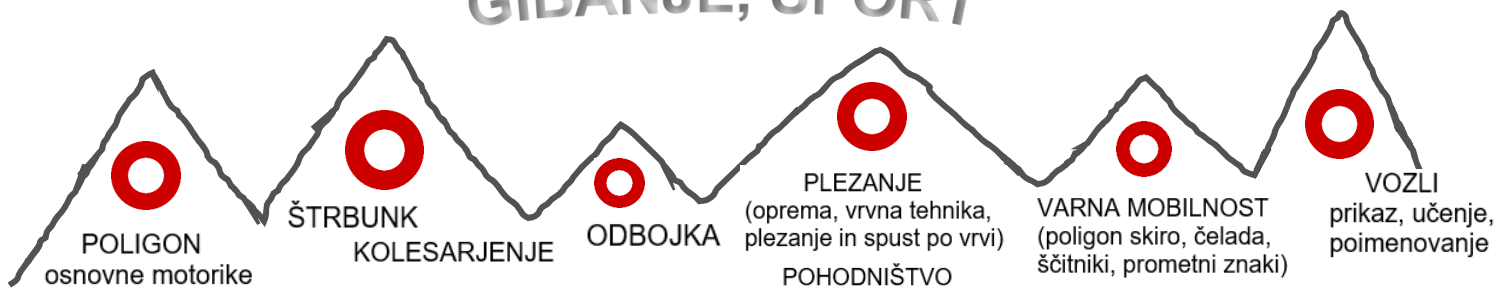 GIBANJE, ŠPORT
POLIGON
osnovne motorike
ŠTRBUNK
KOLESARJENJE
ODBOJKA
PLEZANJE
(oprema, vrvna tehnika,
plezanje in spust po vrvi)
POHODNIŠTVO
VARNA MOBILNOST
(poligon skiro, čelada,
ščitniki, prometni znaki)
VOZLI
prikaz, učenje,
poimenovanje